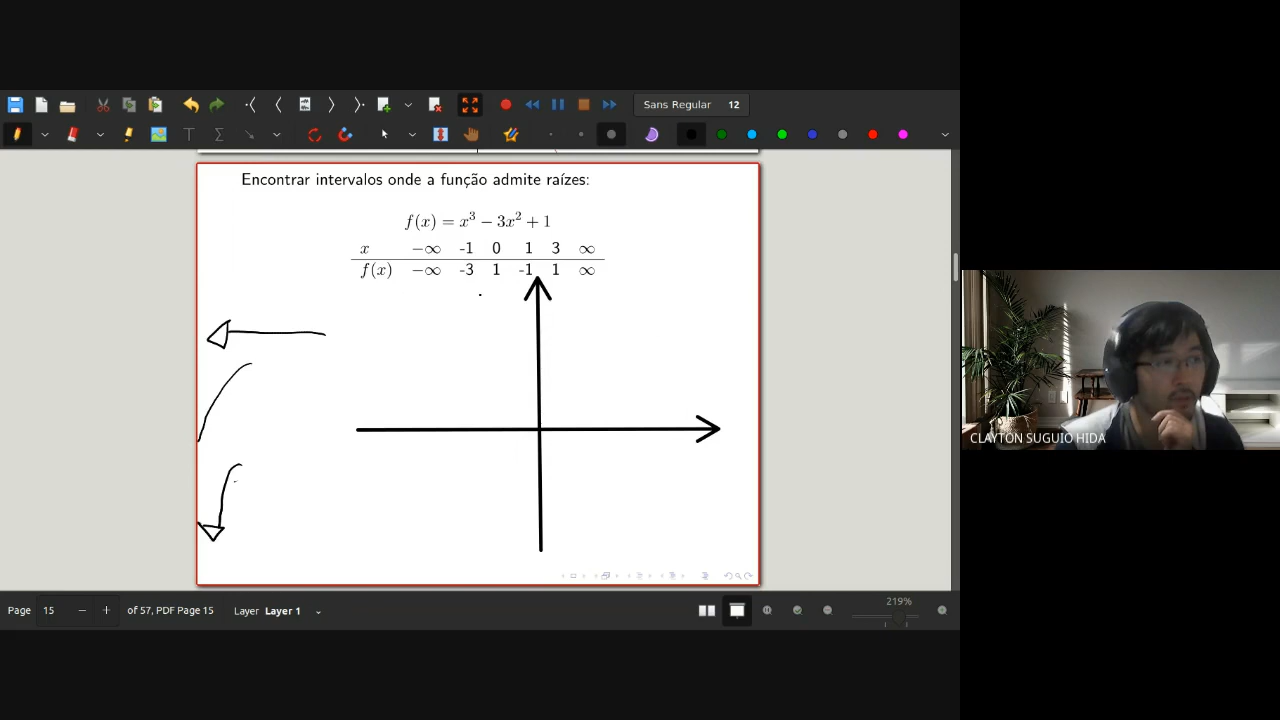 Sans Regular 12
Encontrar intervalos onde a função admite raízes:
f(x) = x³ − 3x² + 1
x −∞ -1 0 1 3 ∞
f(x) −∞ -3 1 -1 1 ∞
CLAYTON SUGUIO HIDA
Page 15 − + of 57, PDF Page 15 Layer Layer 1 219%